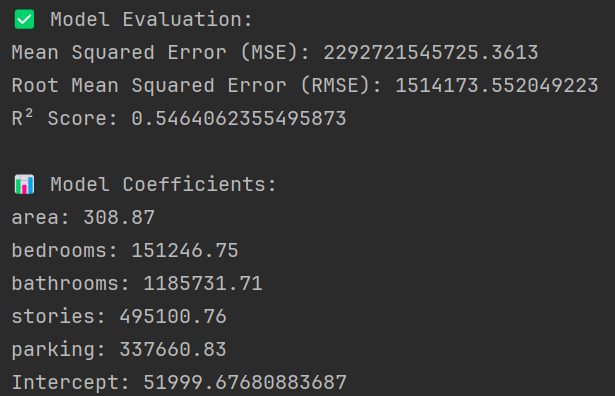 ✅ Model Evaluation:
Mean Squared Error (MSE): 2292721545725.3613
Root Mean Squared Error (RMSE): 1514173.552049223
R² Score: 0.5464062355495873
📊 Model Coefficients:
area: 308.87
bedrooms: 151246.75
bathrooms: 1185731.71
stories: 495100.76
parking: 337660.83
Intercept: 51999.67680883687